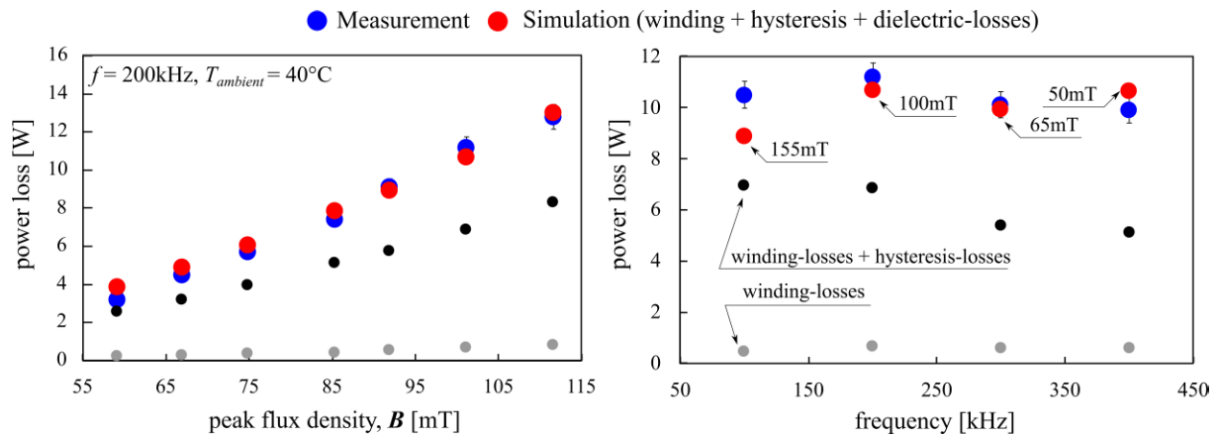 Measurement Simulation (winding + hysteresis + dielectric-losses)
f = 200kHz, T_ambient = 40°C
power loss [W]
16
14
12
10
8
6
4
2
0
55 65 75 85 95 105 115
peak flux density, B [mT]
power loss [W]
12
10
8
6
4
2
0
155mT
100mT
65mT
50mT
winding-losses + hysteresis-losses
winding-losses
50 150 250 350 450
frequency [kHz]